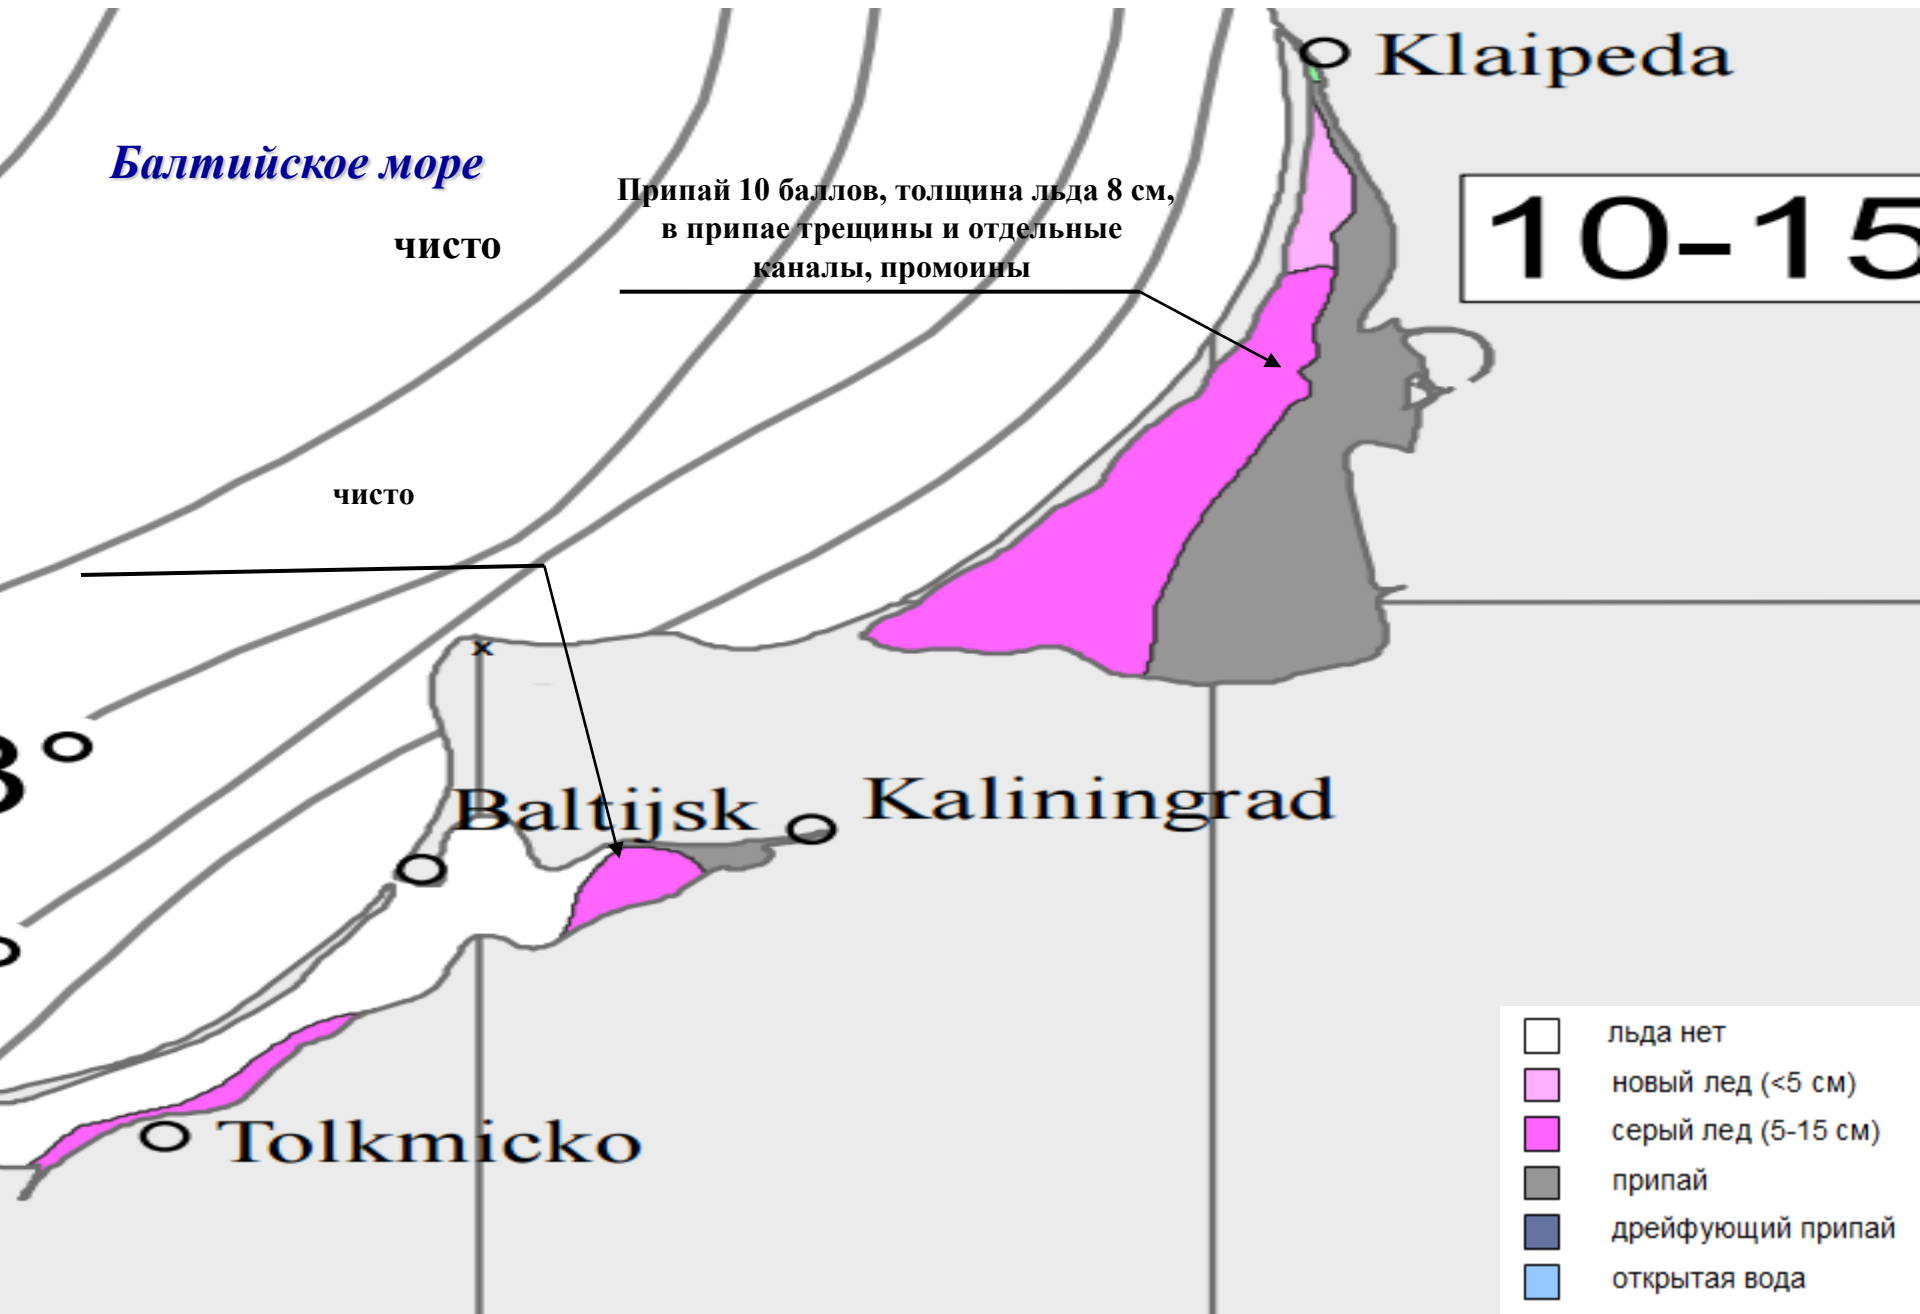 Klaipeda
Балтийское море
чисто
Припай 10 баллов, толщина льда 8 см,
в припае трещины и отдельные
каналы, промоины
10-15
чисто
x
3°
Baltijsk
Kaliningrad
Tolkmicko
льда нет
новый лед (<5 см)
серый лед (5-15 см)
припай
дрейфующий припай
открытая вода